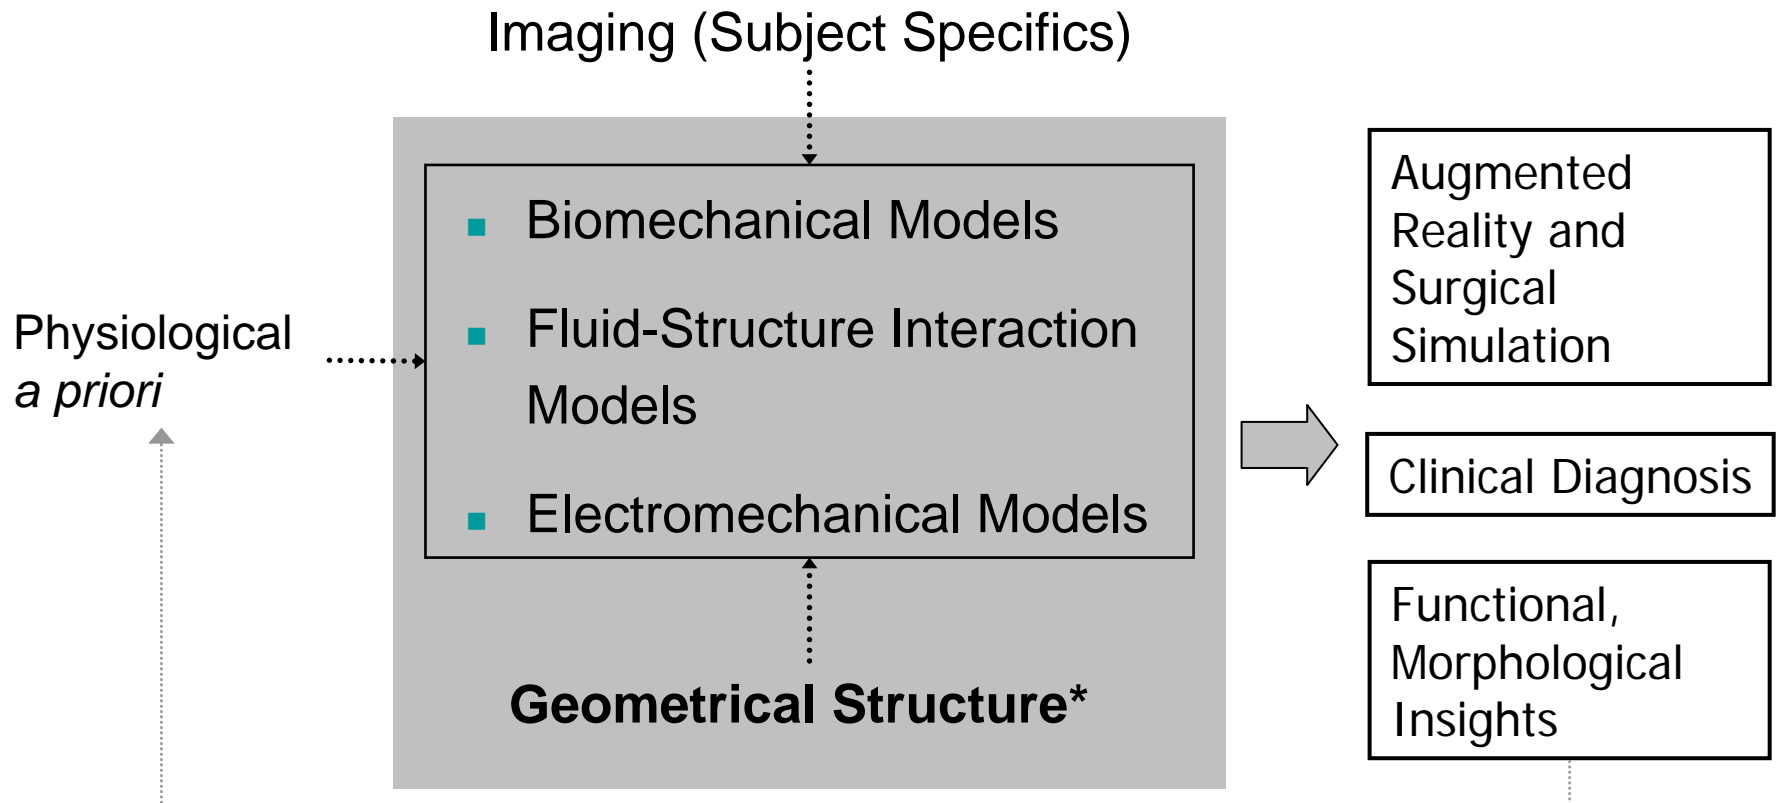 Imaging (Subject Specifics)
Physiological
a priori
▪ Biomechanical Models
▪ Fluid-Structure Interaction
Models
▪ Electromechanical Models
Geometrical Structure*
Augmented
Reality and
Surgical
Simulation
Clinical Diagnosis
Functional,
Morphological
Insights